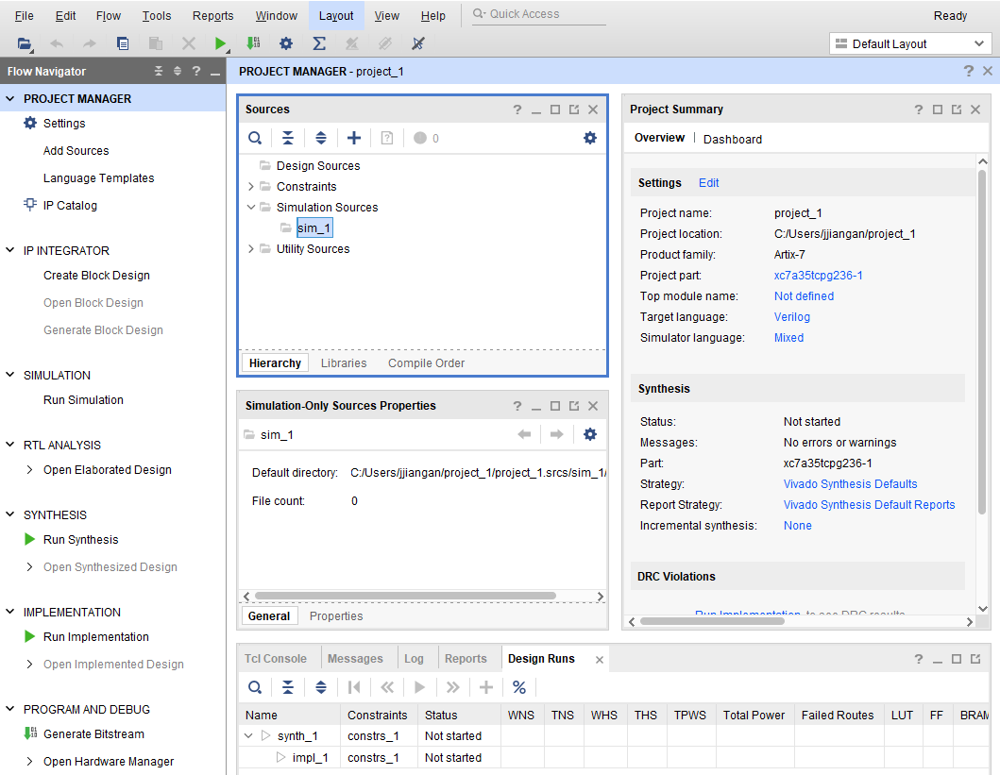 File Edit Flow Tools Reports Window Layout View Help Quick Access Ready
Default Layout
Flow Navigator
PROJECT MANAGER
Settings
Add Sources
Language Templates
IP Catalog
IP INTEGRATOR
Create Block Design
Open Block Design
Generate Block Design
SIMULATION
Run Simulation
RTL ANALYSIS
Open Elaborated Design
SYNTHESIS
Run Synthesis
Open Synthesized Design
IMPLEMENTATION
Run Implementation
Open Implemented Design
PROGRAM AND DEBUG
Generate Bitstream
Open Hardware Manager
PROJECT MANAGER - project_1
Sources
0
Design Sources
Constraints
Simulation Sources
sim_1
Utility Sources
Hierarchy Libraries Compile Order
Simulation-Only Sources Properties
sim_1
Default directory: C:/Users/jjiangan/project_1/project_1.srcs/sim_1/
File count: 0
General Properties
Project Summary
Overview | Dashboard
Settings Edit
Project name: project_1
Project location: C:/Users/jjiangan/project_1
Product family: Artix-7
Project part: xc7a35tcpg236-1
Top module name: Not defined
Target language: Verilog
Simulator language: Mixed
Synthesis
Status: Not started
Messages: No errors or warnings
Part: xc7a35tcpg236-1
Strategy: Vivado Synthesis Defaults
Report Strategy: Vivado Synthesis Default Reports
Incremental synthesis: None
DRC Violations
Run Implementation to see DRC results
Tcl Console Messages Log Reports Design Runs
Name Constraints Status WNS TNS WHS THS TPWS Total Power Failed Routes LUT FF BRAM
synth_1 constrs_1 Not started
impl_1 constrs_1 Not started